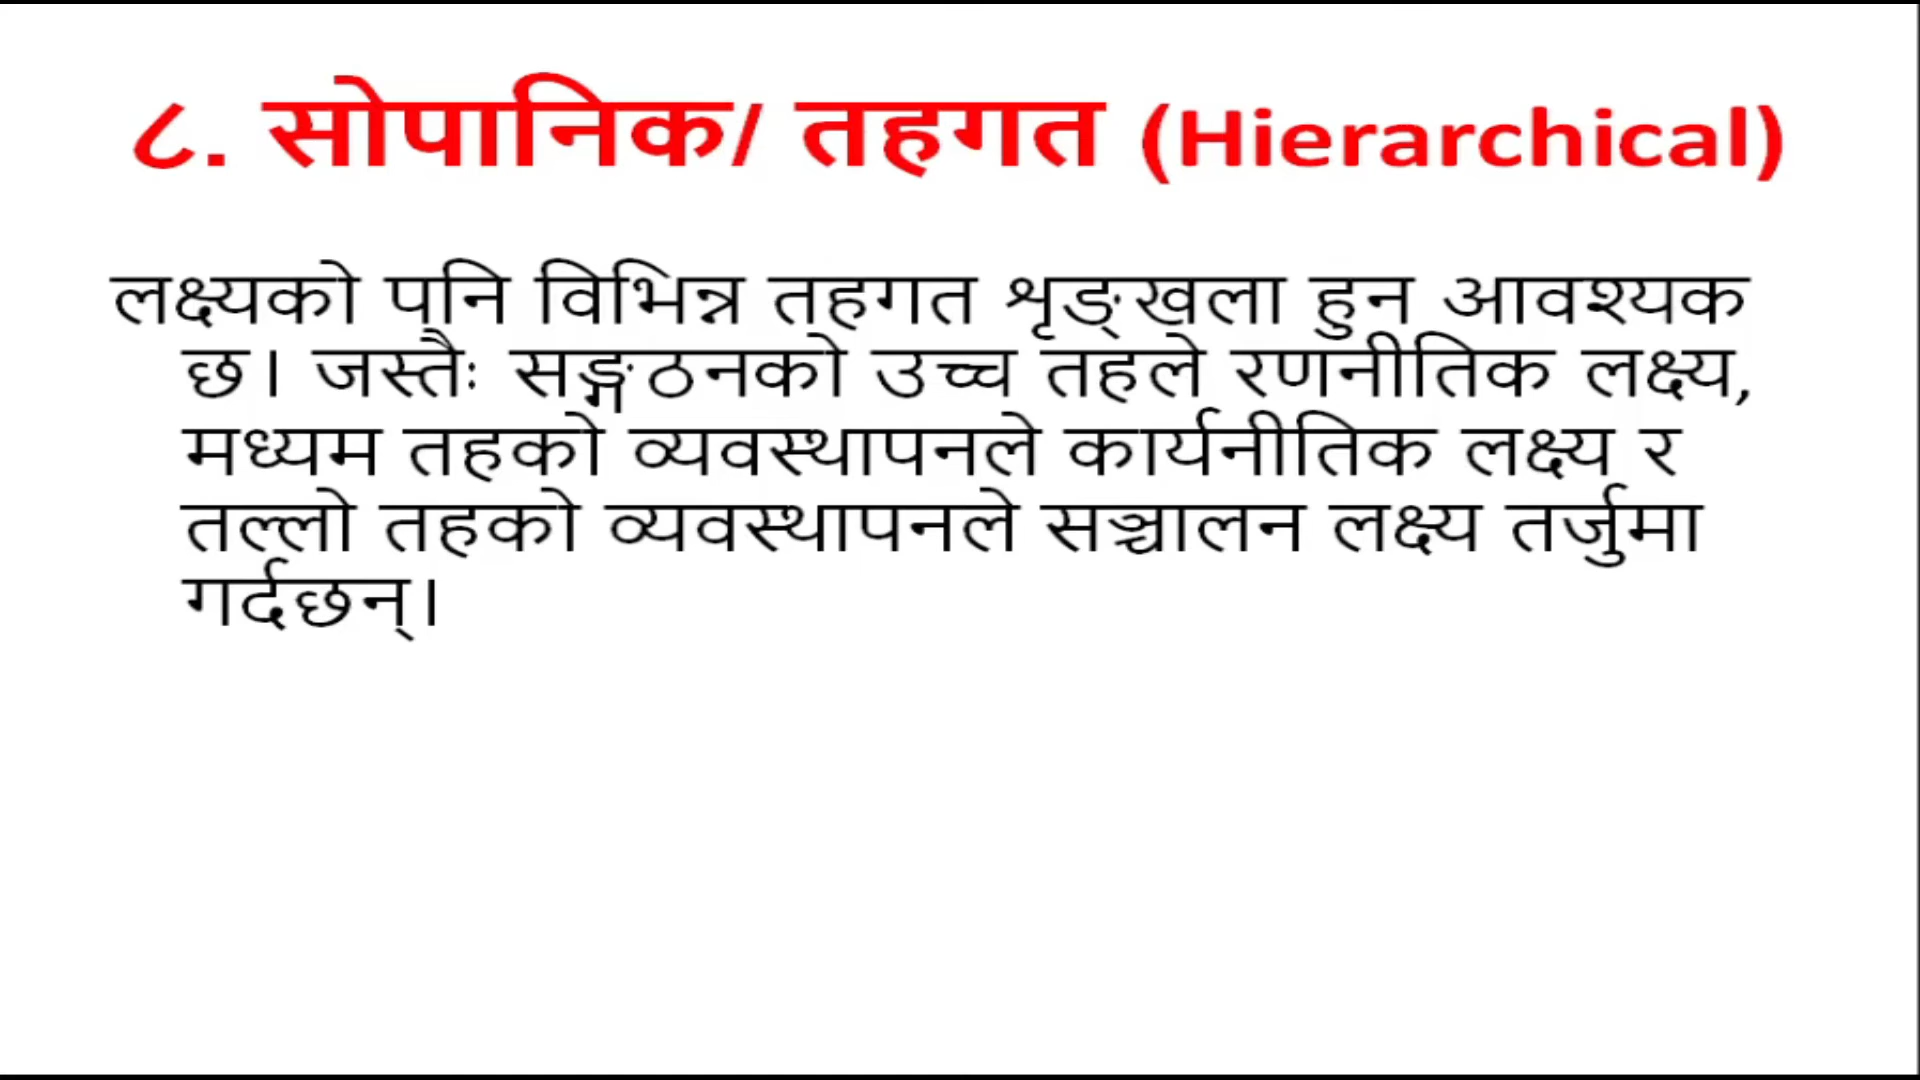 ८. सोपानिक/ तहगत (Hierarchical)
लक्ष्यको पनि विभिन्न तहगत शृङ्खला हुन आवश्यक
छ। जस्तैः सङ्गठनको उच्च तहले रणनीतिक लक्ष्य,
मध्यम तहको व्यवस्थापनले कार्यनीतिक लक्ष्य र
तल्लो तहको व्यवस्थापनले सञ्चालन लक्ष्य तर्जुमा
गर्दछन्।